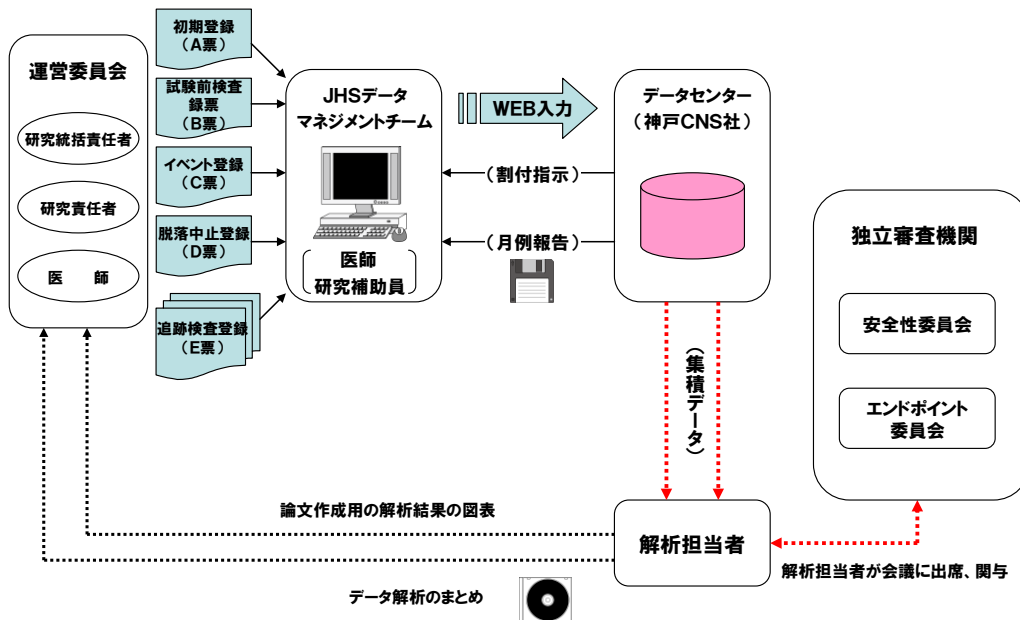 運営委員会
研究統括責任者
研究責任者
医　師
初期登録
（A票）
試験前検査
録票
（B票）
イベント登録
（C票）
脱落中止登録
（D票）
追跡検査登録
（E票）
JHSデータ
マネジメントチーム
医師
研究補助員
WEB入力
（割付指示）
（月例報告）
データセンター
（神戸CNS社）
（集積データ）
独立審査機関
安全性委員会
エンドポイント
委員会
解析担当者
解析担当者が会議に出席、関与
論文作成用の解析結果の図表
データ解析のまとめ